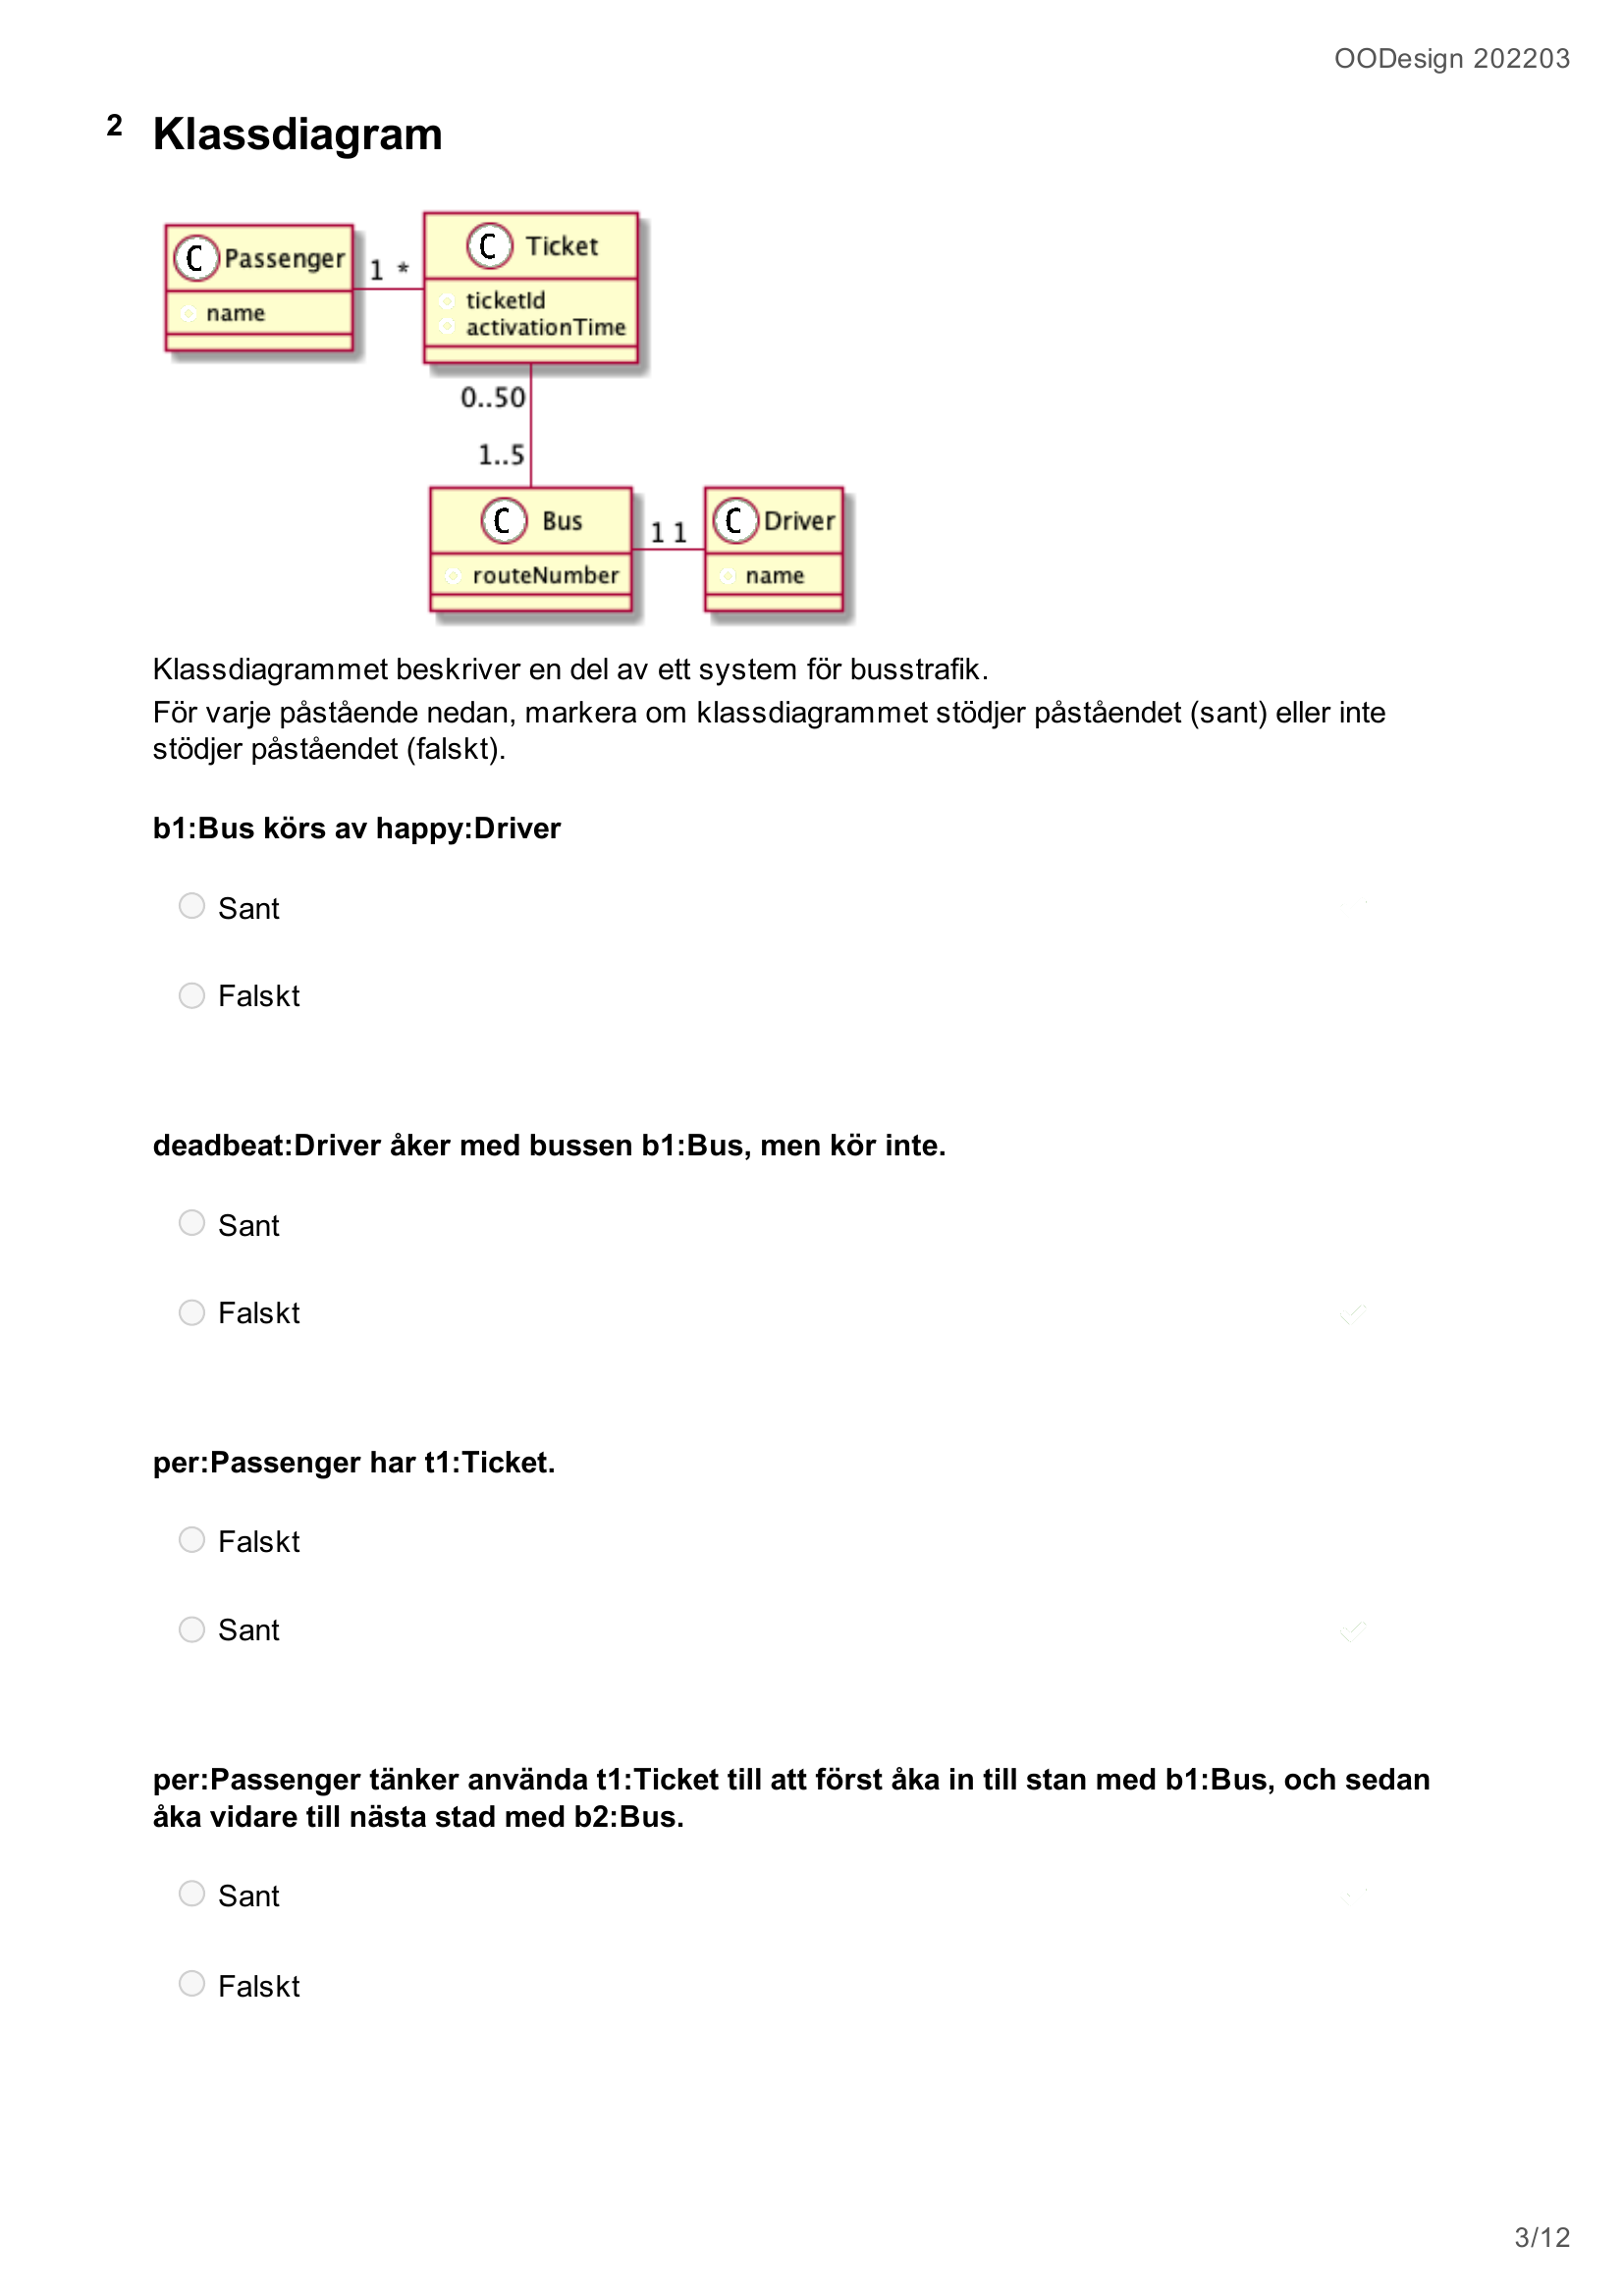 OODesign 202203
2 Klassdiagram
C Passenger
name
1 *
C Ticket
ticketId
activationTime
0..50
1..5
C Bus
routeNumber
1 1
C Driver
name
Klassdiagrammet beskriver en del av ett system för busstrafik.
För varje påstående nedan, markera om klassdiagrammet stödjer påståendet (sant) eller inte
stödjer påståendet (falskt).
b1:Bus körs av happy:Driver
Sant
Falskt
deadbeat:Driver åker med bussen b1:Bus, men kör inte.
Sant
Falskt
per:Passenger har t1:Ticket.
Falskt
Sant
per:Passenger tänker använda t1:Ticket till att först åka in till stan med b1:Bus, och sedan
åka vidare till nästa stad med b2:Bus.
Sant
Falskt
3/12